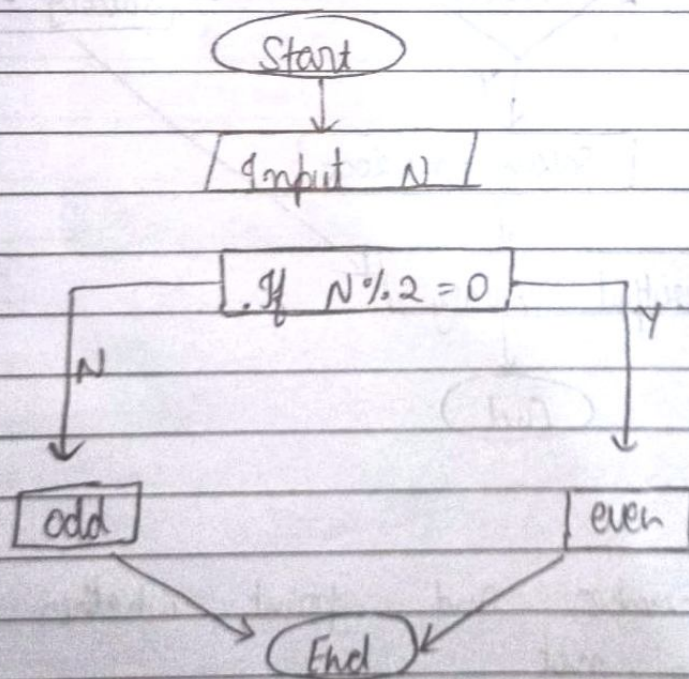 Start
Input N
.If N%2 = 0
N
Y
odd
even
End